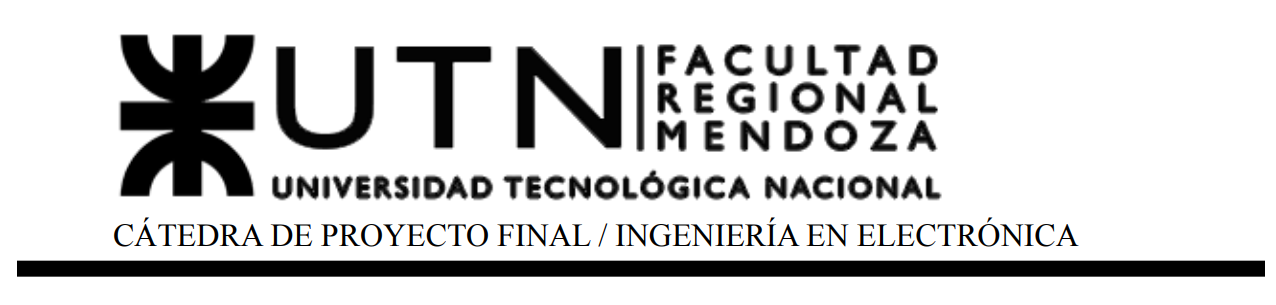 UTN
FACULTAD
REGIONAL
MENDOZA
UNIVERSIDAD TECNOLÓGICA NACIONAL
CÁTEDRA DE PROYECTO FINAL / INGENIERÍA EN ELECTRÓNICA